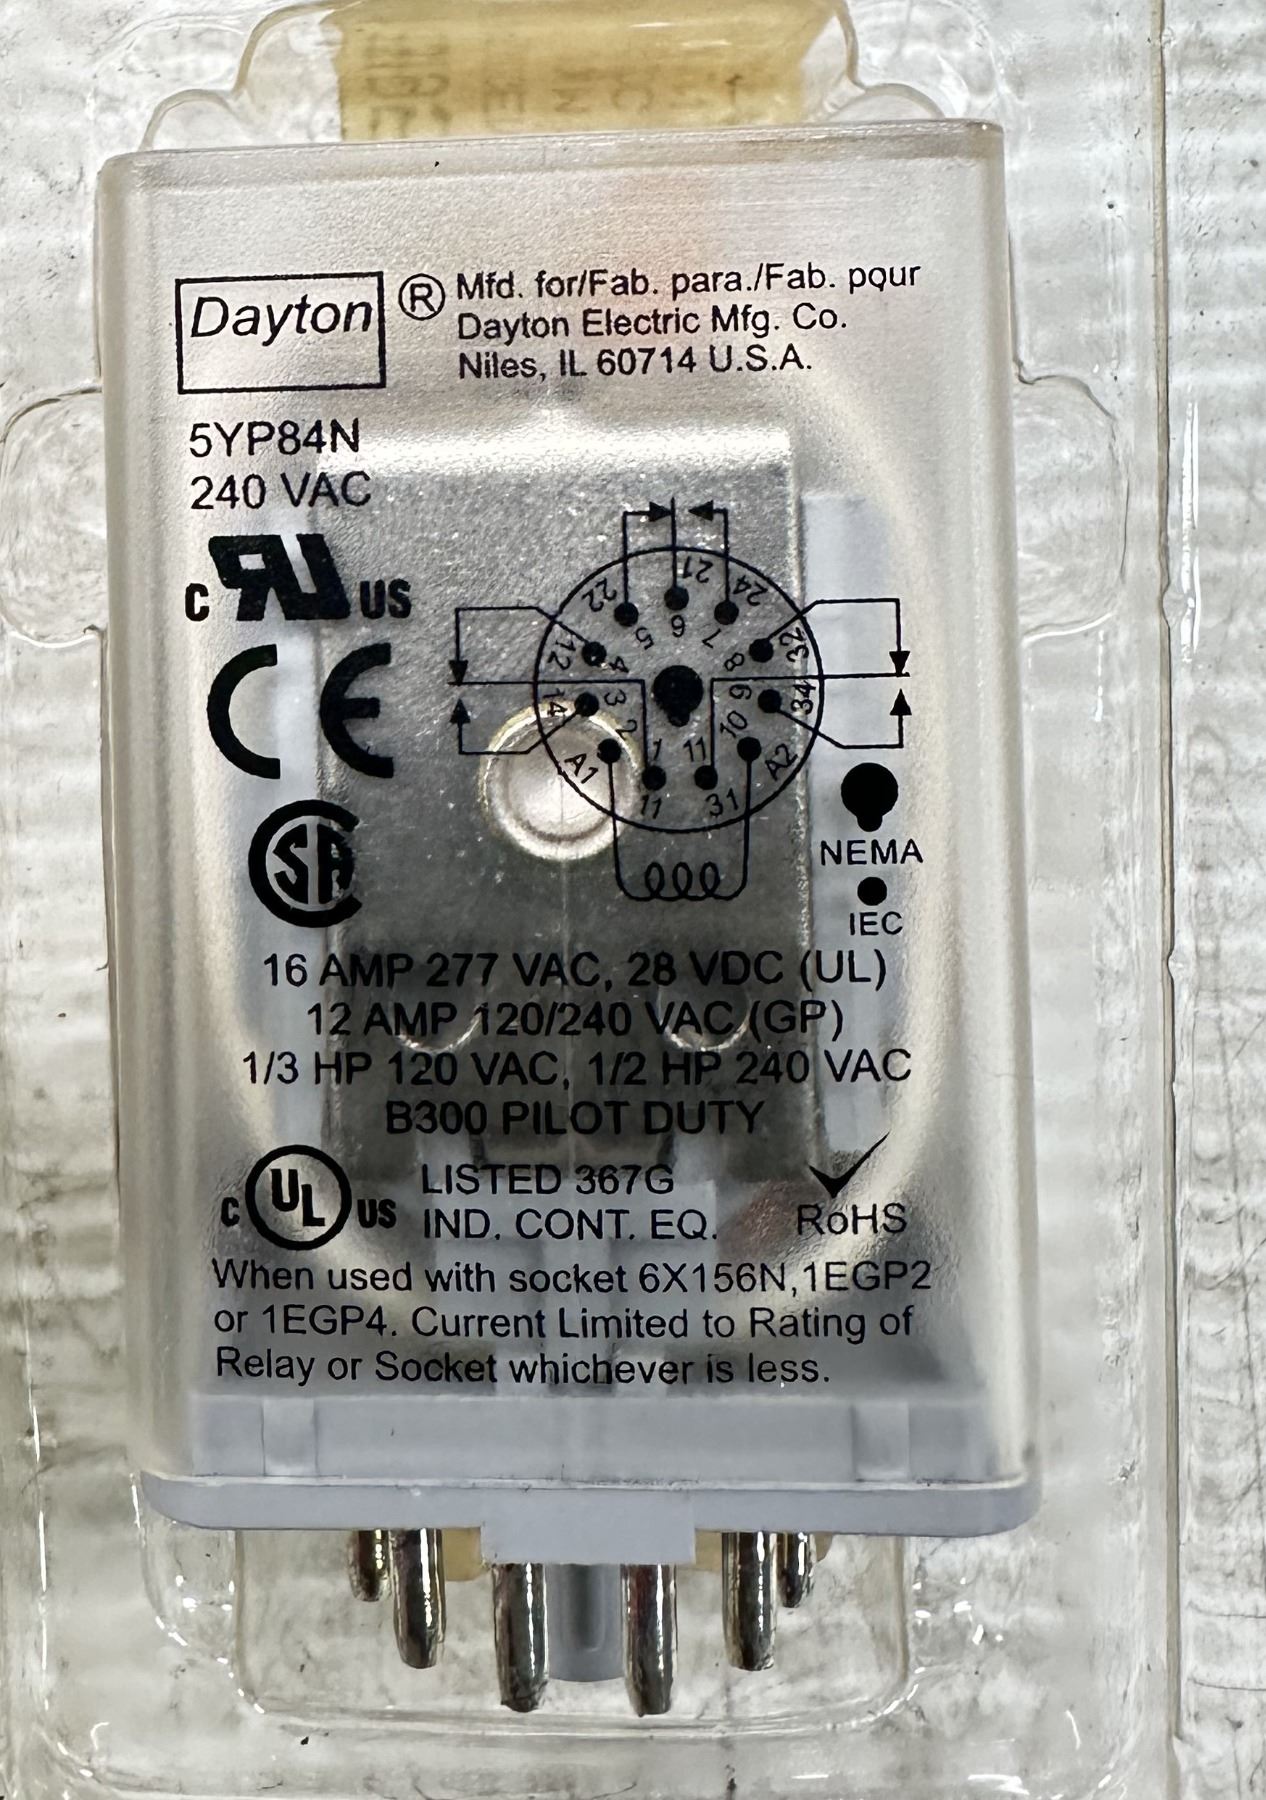 Dayton ® Mfd. for/Fab. para./Fab. pour
Dayton Electric Mfg. Co.
Niles, IL 60714 U.S.A.
5YP84N
240 VAC
c RU US
CE
SA
22 21 24
12 5 6 7 32
4 8
14 3 9 34
2 10
A1 1 11 A2
11 31
NEMA
IEC
16 AMP 277 VAC, 28 VDC (UL)
12 AMP 120/240 VAC (GP)
1/3 HP 120 VAC, 1/2 HP 240 VAC
B300 PILOT DUTY
c UL US LISTED 367G
IND. CONT. EQ.
RoHS
When used with socket 6X156N, 1EGP2
or 1EGP4. Current Limited to Rating of
Relay or Socket whichever is less.